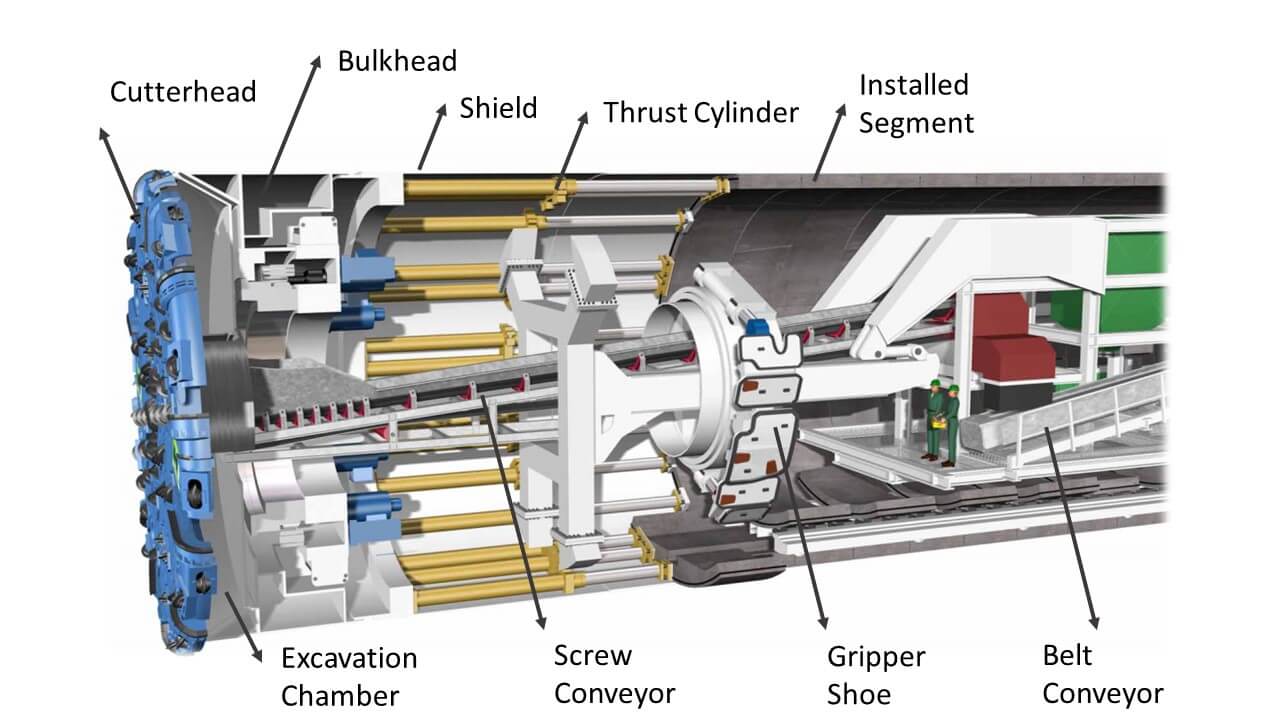 Bulkhead
Cutterhead
Shield
Thrust Cylinder
Installed
Segment
Excavation
Chamber
Screw
Conveyor
Gripper
Shoe
Belt
Conveyor